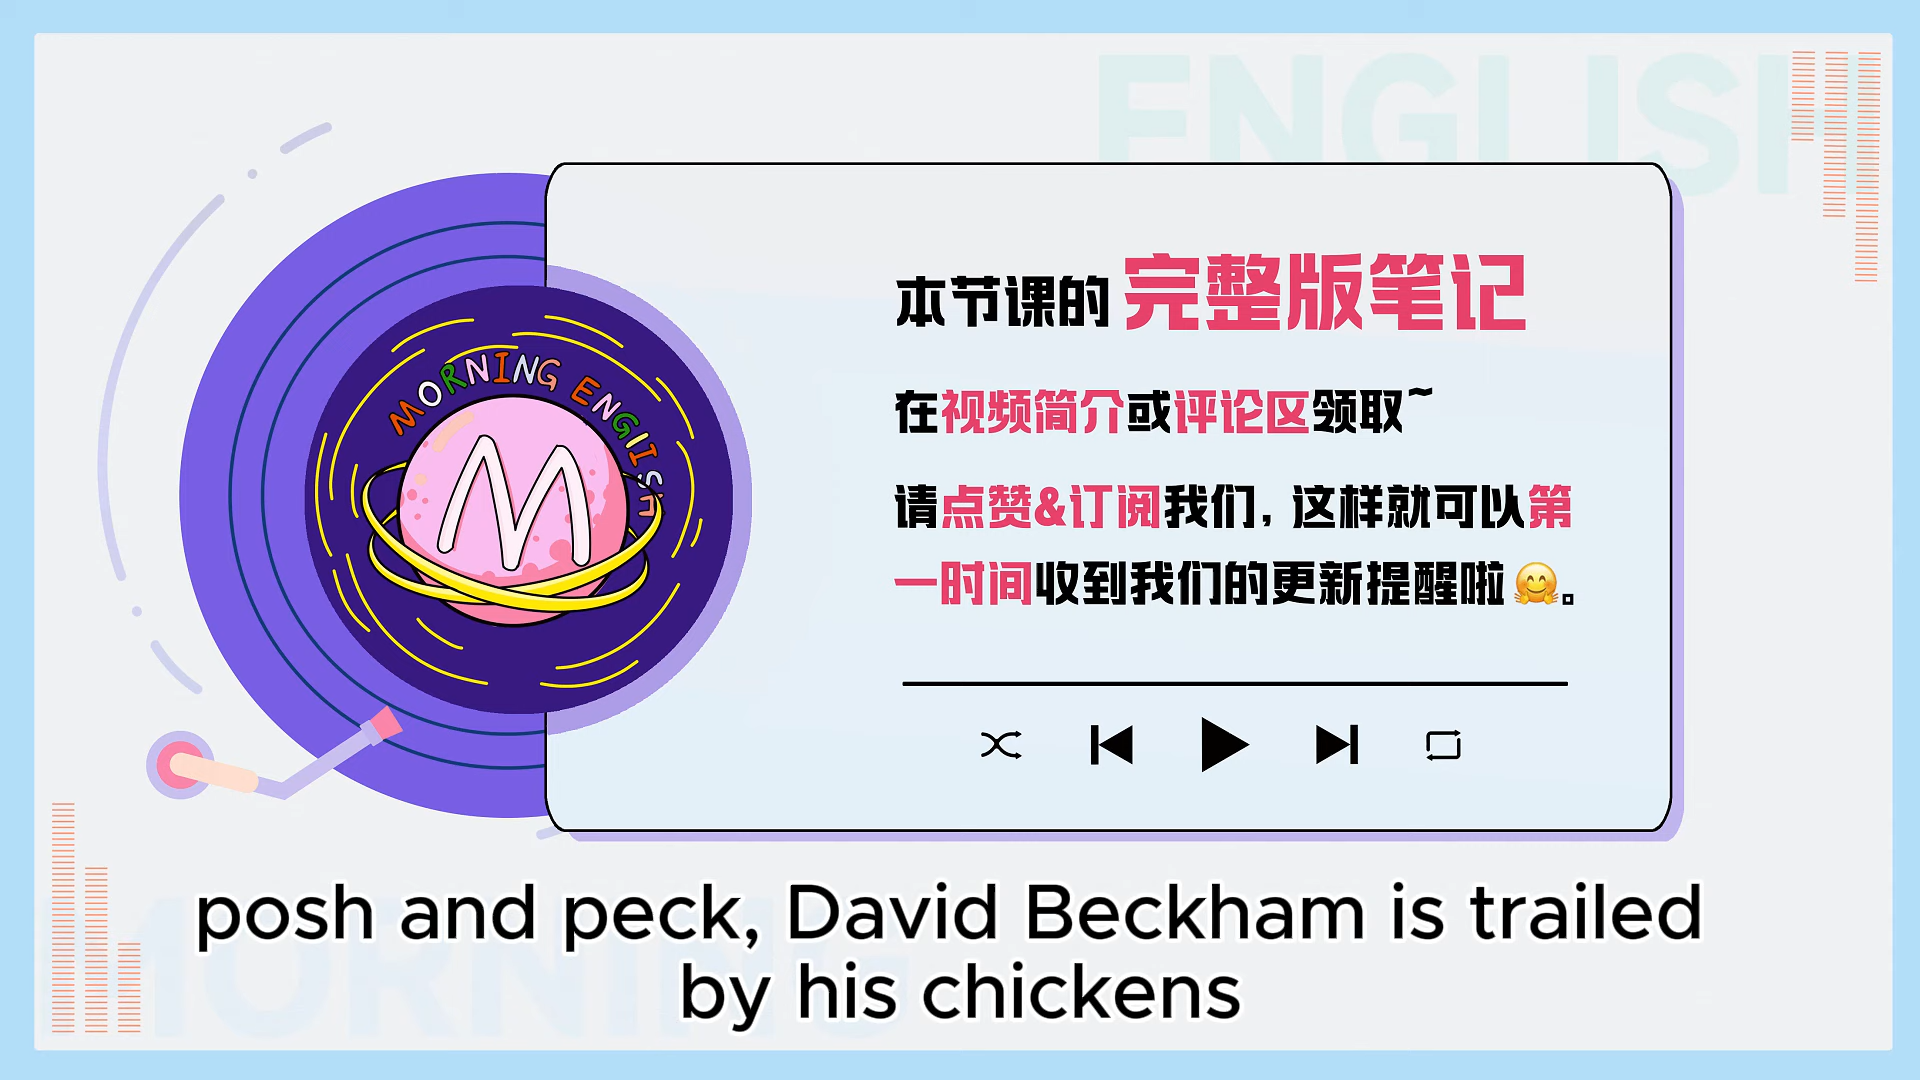 ENGLISH
本节课的 完整版笔记
MORNING ENGLISH
M
在视频简介或评论区领取~
请点赞&订阅我们, 这样就可以第
一时间收到我们的更新提醒啦🤗。
MORNING
posh and peck, David Beckham is trailed
by his chickens